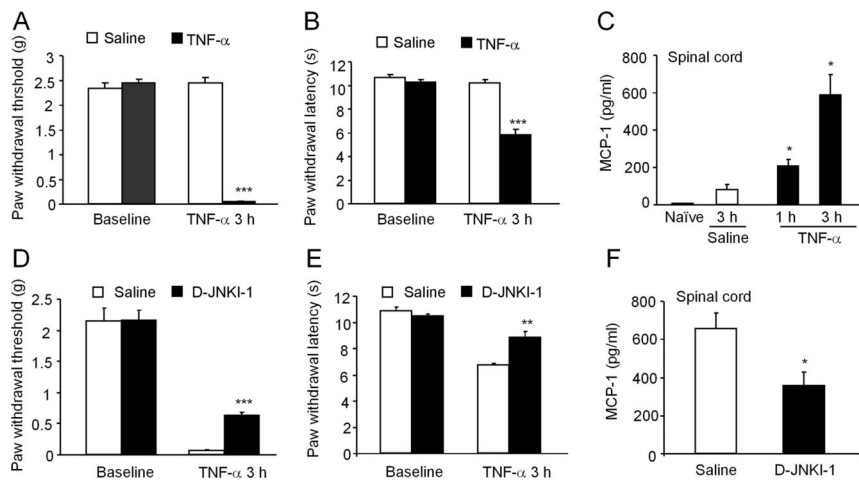 A
Saline TNF-α
Paw withdrawal thrshold (g)
3
2.5
2
1.5
1
0.5
0
***
Baseline TNF-α 3 h
B
Saline TNF-α
Paw withdrawal latency (s)
12
10
8
6
4
2
0
***
Baseline TNF-α 3 h
C
Spinal cord
MCP-1 (pg/ml)
800
600
400
200
0
*
*
Naïve 3 h 1 h 3 h
Saline TNF-α
D
Saline D-JNKI-1
Paw withdrawal threshold (g)
2.5
2
1.5
1
0.5
0
***
Baseline TNF-α 3 h
E
Saline D-JNKI-1
Paw withdrawal latency (s)
12
10
8
6
4
2
0
**
Baseline TNF-α 3 h
F
Spinal cord
MCP-1 (pg/ml)
800
600
400
200
0
*
Saline D-JNKI-1